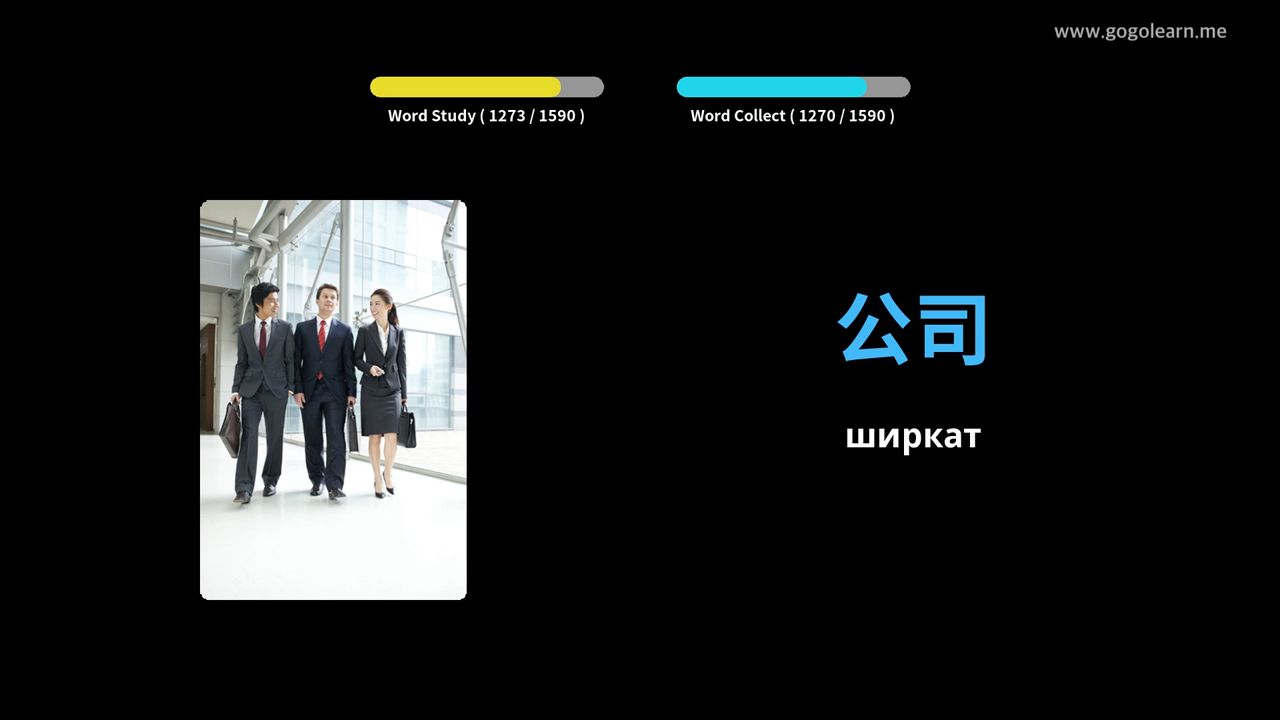 www.gogolearn.me
Word Study ( 1273 / 1590 )
Word Collect ( 1270 / 1590 )
公司
ширкат